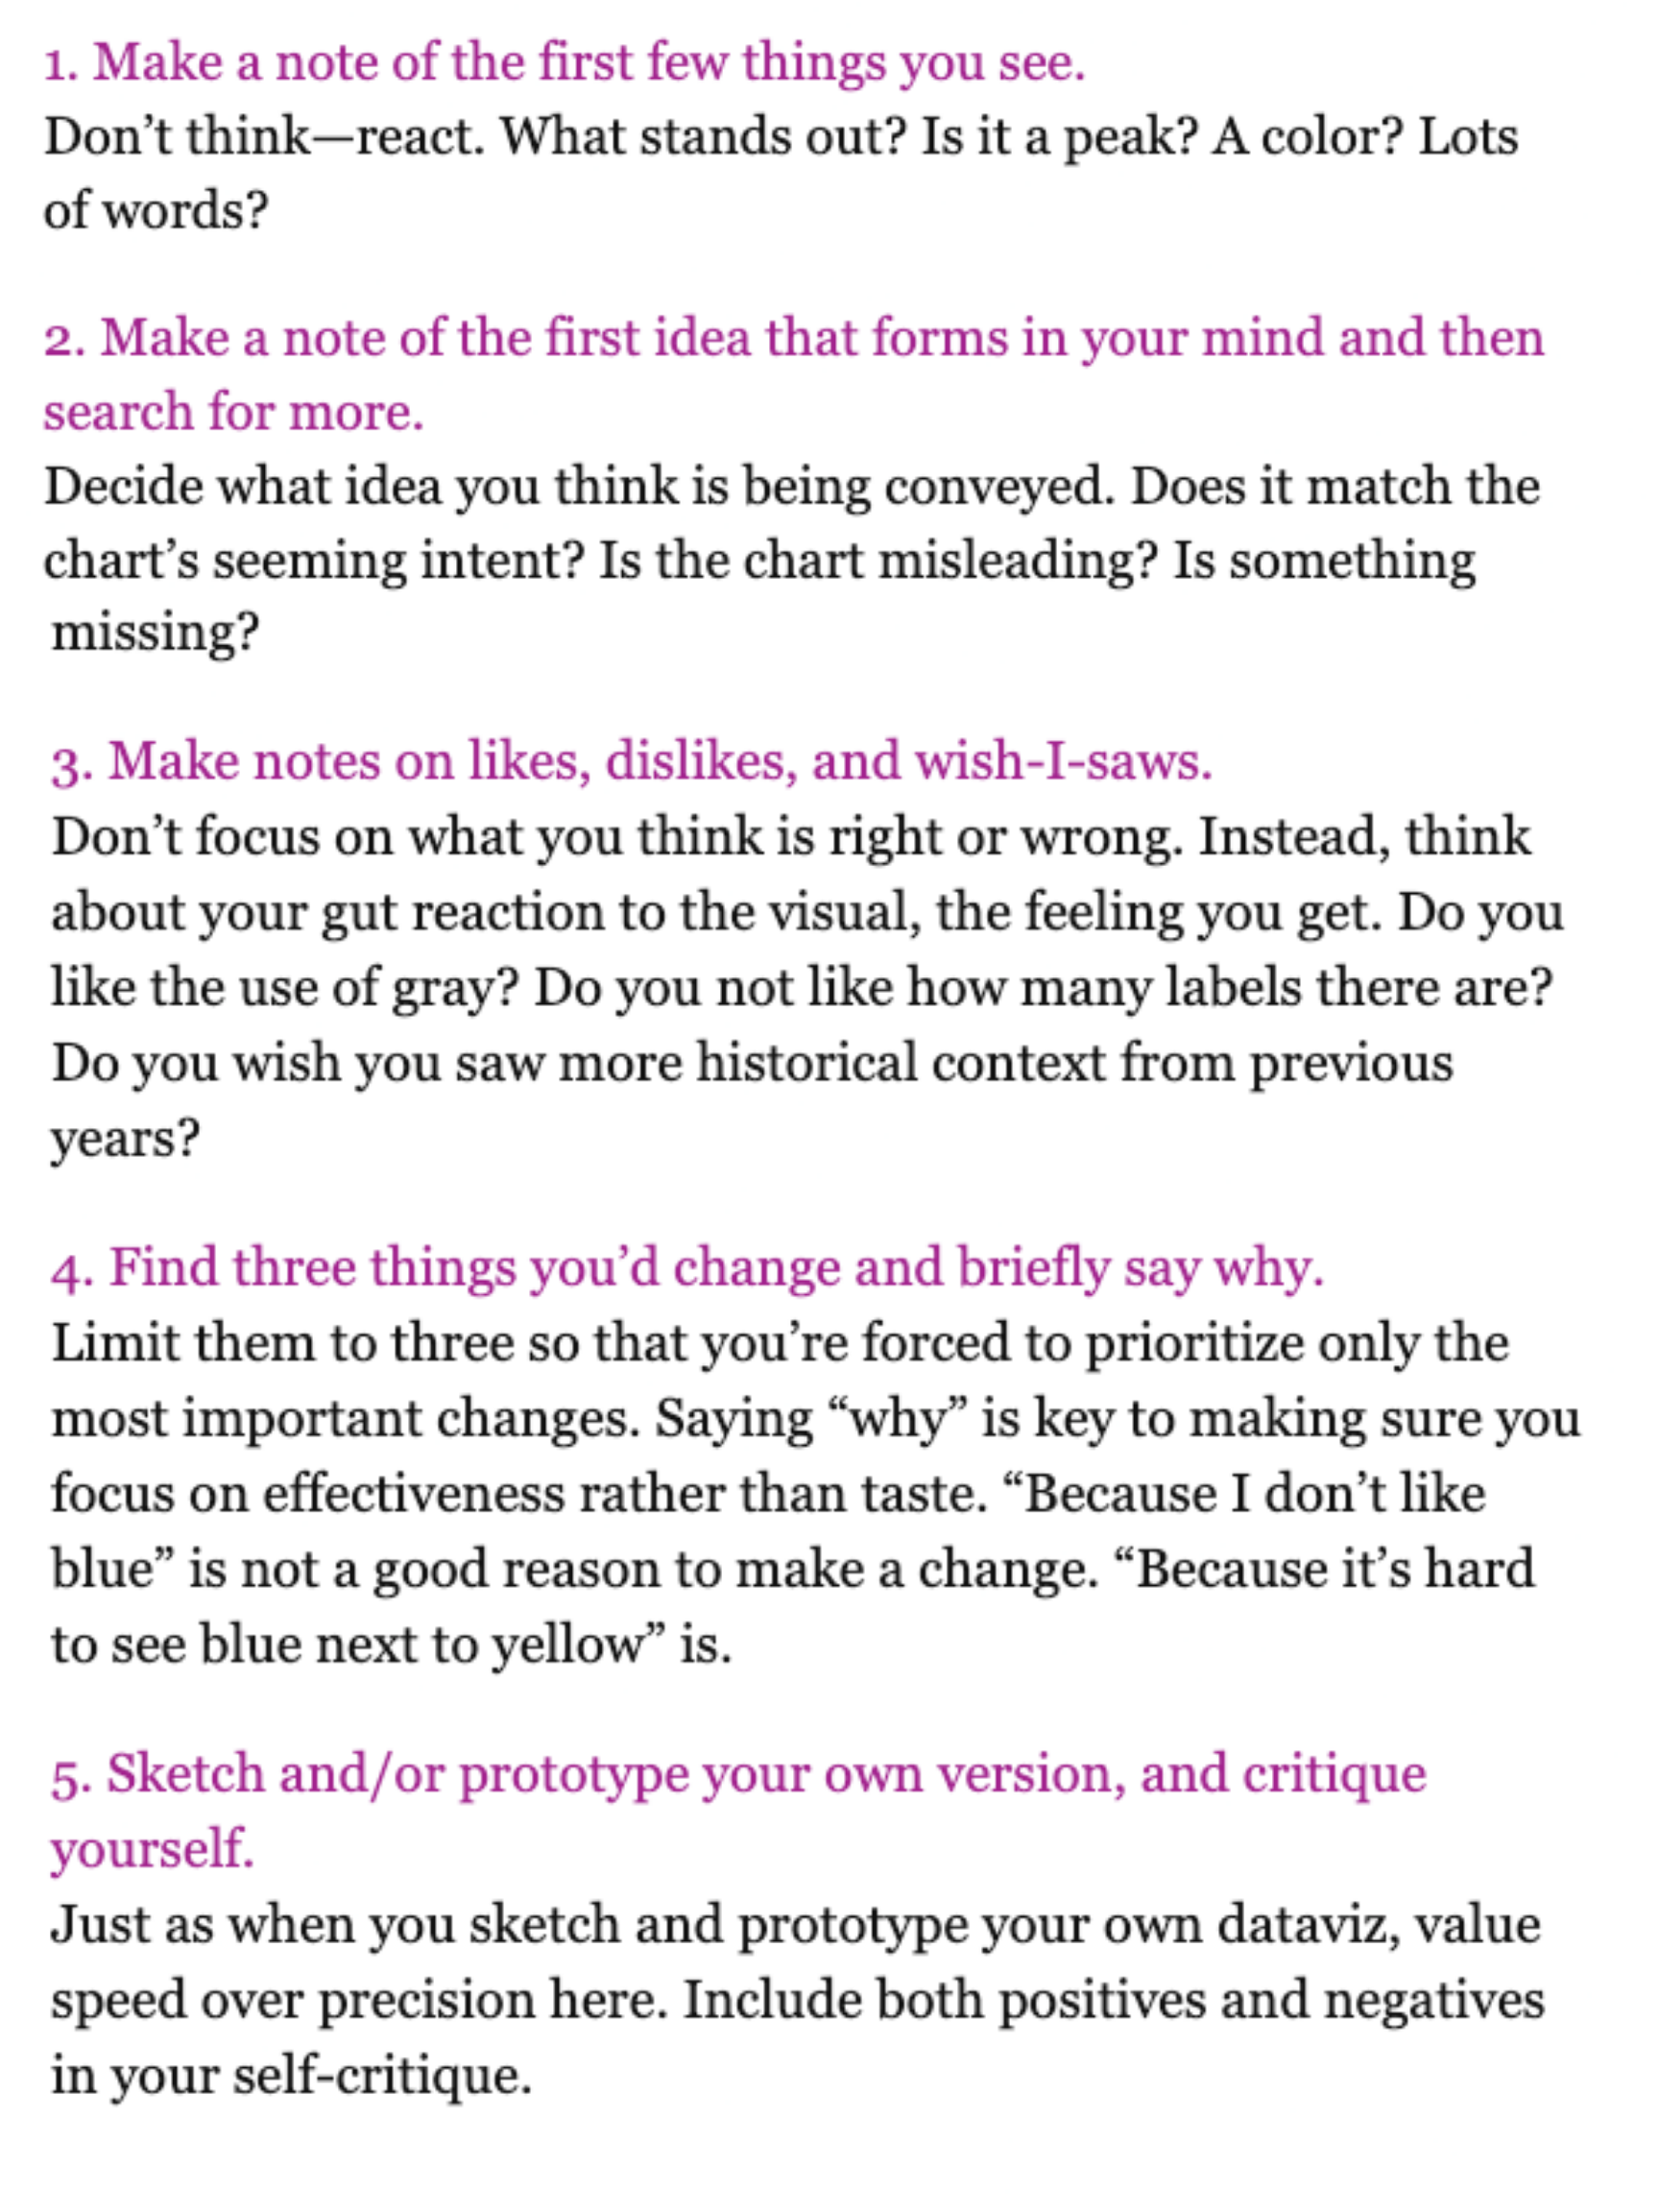 1. Make a note of the first few things you see.
Don’t think—react. What stands out? Is it a peak? A color? Lots
of words?
2. Make a note of the first idea that forms in your mind and then
search for more.
Decide what idea you think is being conveyed. Does it match the
chart’s seeming intent? Is the chart misleading? Is something
missing?
3. Make notes on likes, dislikes, and wish-I-saws.
Don’t focus on what you think is right or wrong. Instead, think
about your gut reaction to the visual, the feeling you get. Do you
like the use of gray? Do you not like how many labels there are?
Do you wish you saw more historical context from previous
years?
4. Find three things you’d change and briefly say why.
Limit them to three so that you’re forced to prioritize only the
most important changes. Saying “why” is key to making sure you
focus on effectiveness rather than taste. “Because I don’t like
blue” is not a good reason to make a change. “Because it’s hard
to see blue next to yellow” is.
5. Sketch and/or prototype your own version, and critique
yourself.
Just as when you sketch and prototype your own dataviz, value
speed over precision here. Include both positives and negatives
in your self-critique.